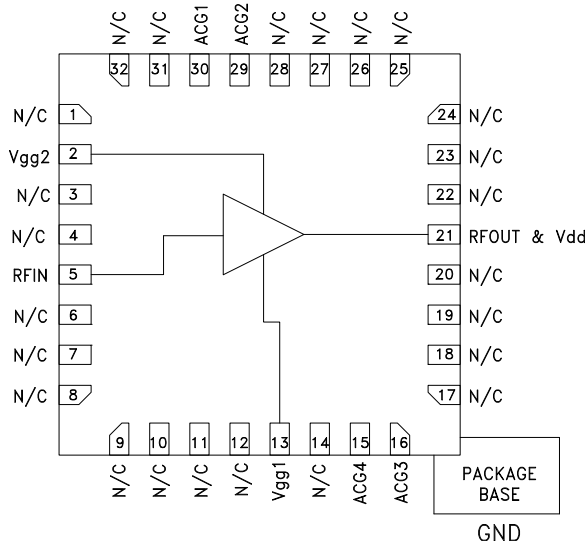 N/C N/C ACG1 ACG2 N/C N/C N/C N/C
32 31 30 29 28 27 26 25
N/C 1
Vgg2 2
N/C 3
N/C 4
RFIN 5
N/C 6
N/C 7
N/C 8
24 N/C
23 N/C
22 N/C
21 RFOUT & Vdd
20 N/C
19 N/C
18 N/C
17 N/C
9 10 11 12 13 14 15 16
N/C N/C N/C N/C Vgg1 N/C ACG4 ACG3
PACKAGE
BASE
GND